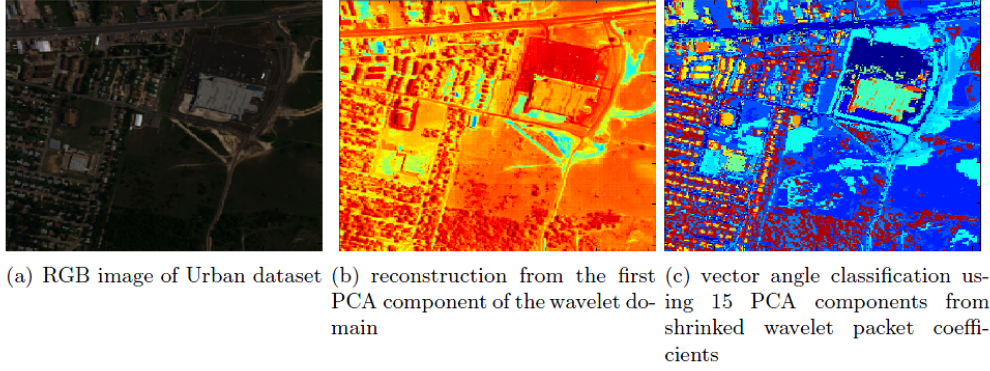 (a) RGB image of Urban dataset
(b) reconstruction from the first
PCA component of the wavelet do-
main
(c) vector angle classification us-
ing 15 PCA components from
shrinked wavelet packet coeffi-
cients